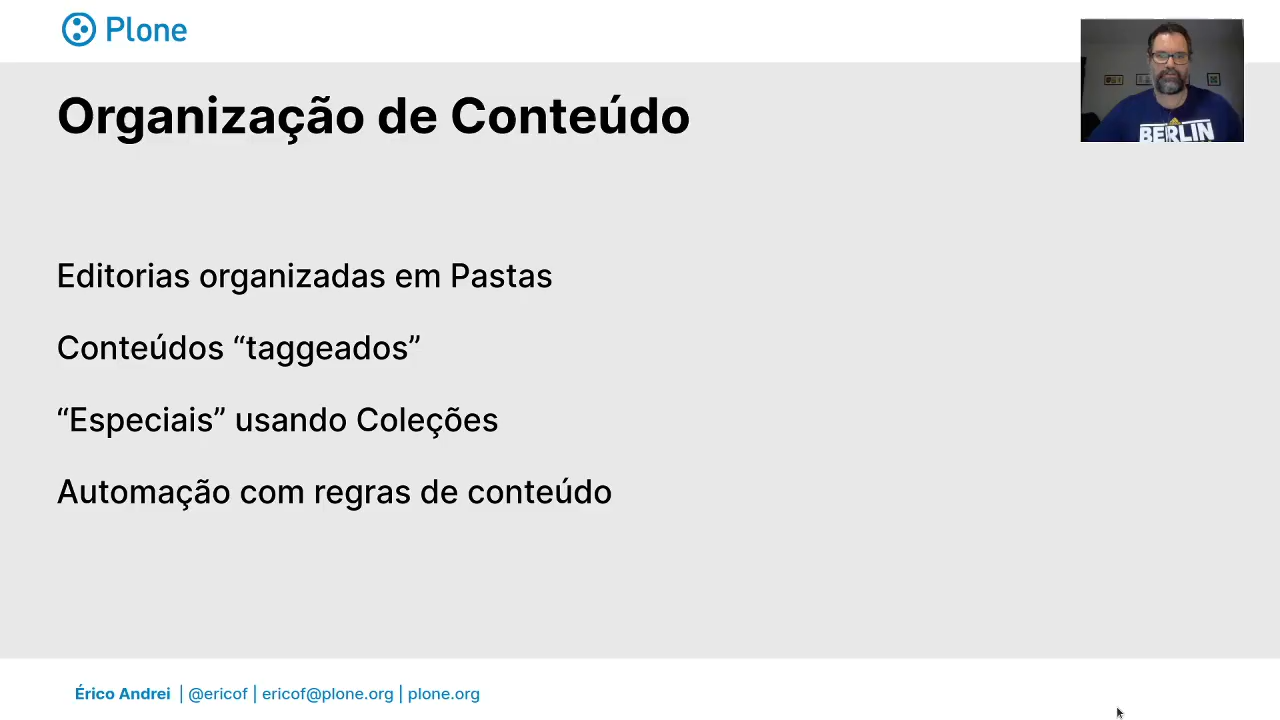 Plone
BERLIN
Organização de Conteúdo
Editorias organizadas em Pastas
Conteúdos “taggeados”
“Especiais” usando Coleções
Automação com regras de conteúdo
Érico Andrei | @ericof | ericof@plone.org | plone.org